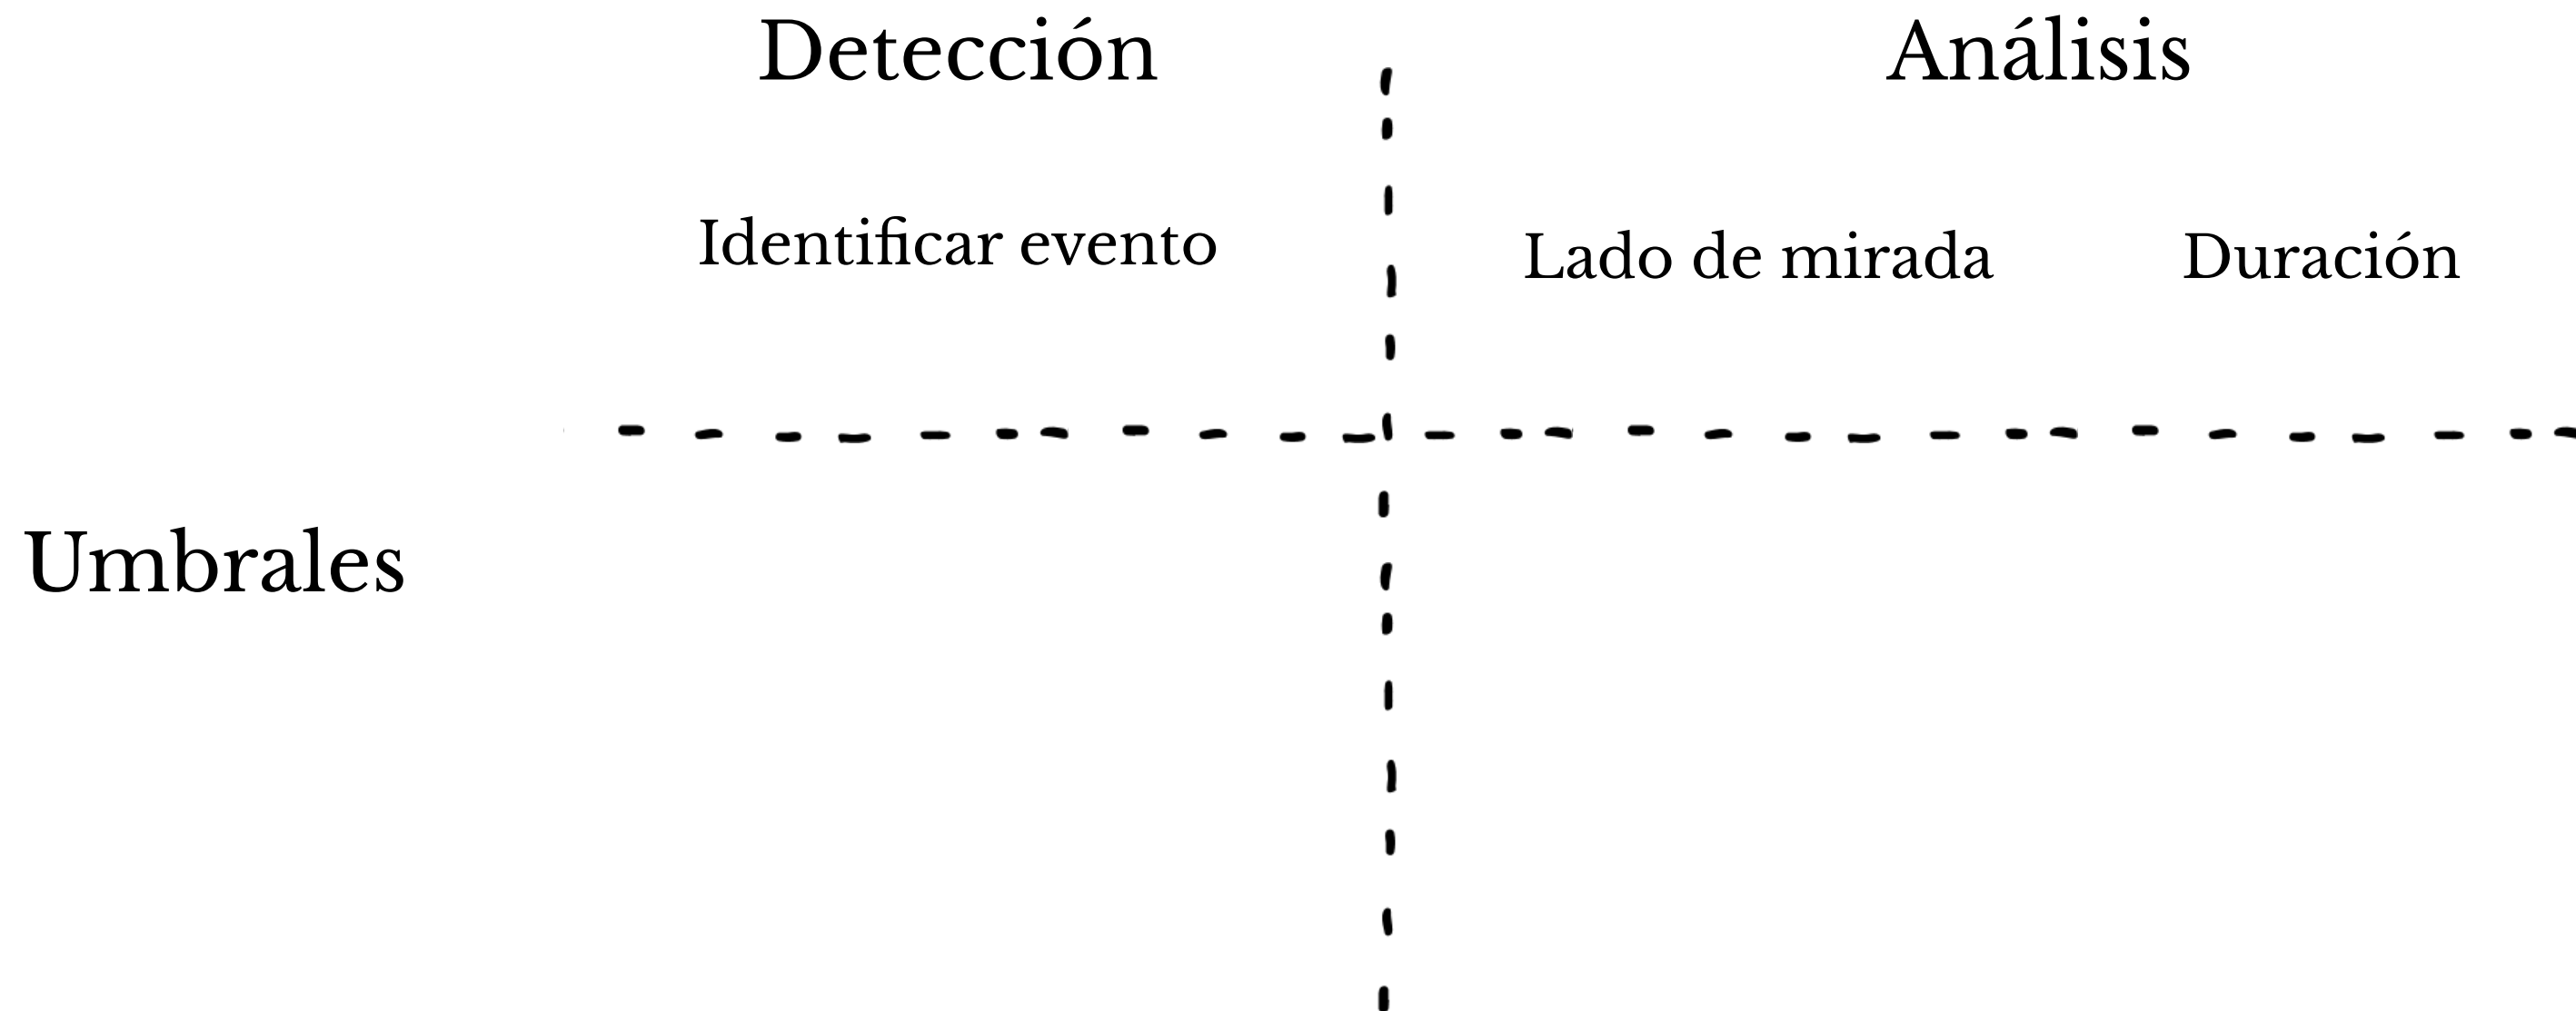 Detección
Análisis
Identificar evento
Lado de mirada
Duración
Umbrales